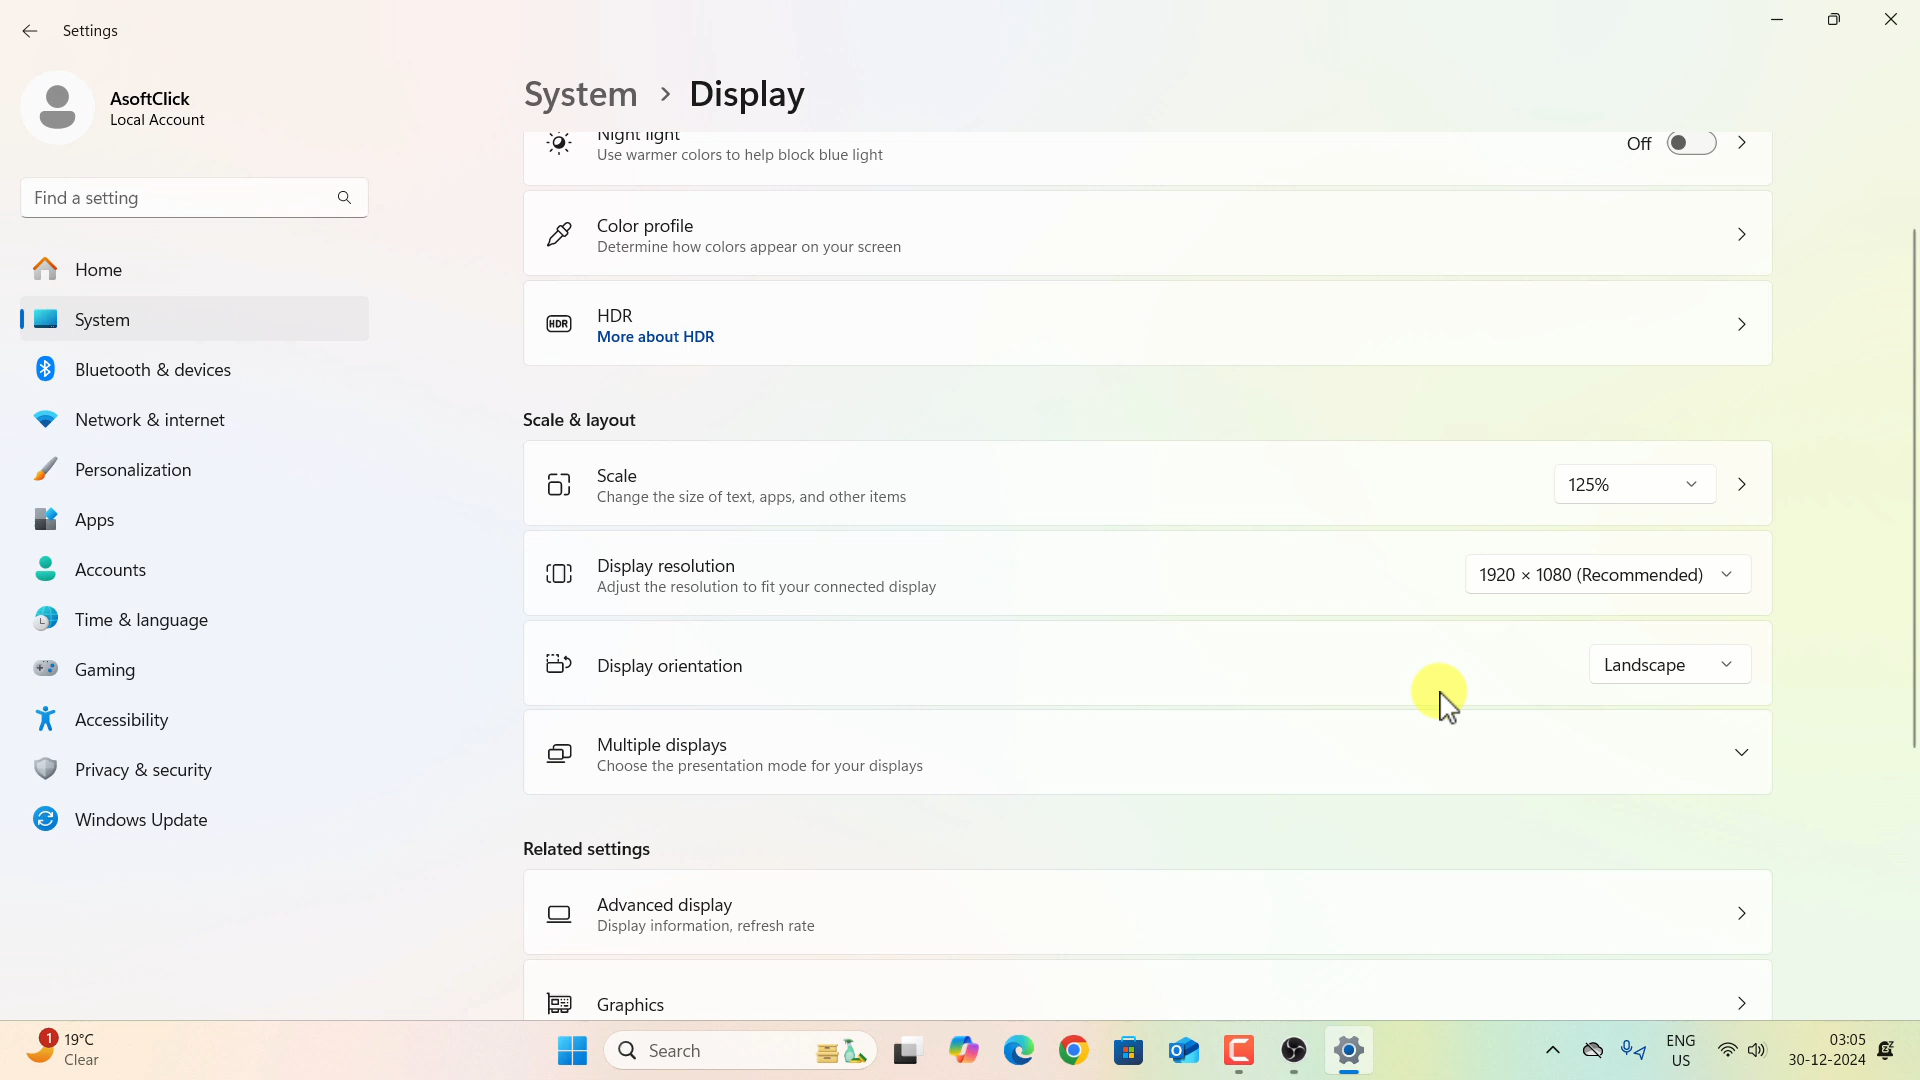 Settings
AsoftClick
Local Account
Find a setting
Home
System
Bluetooth & devices
Network & internet
Personalization
Apps
Accounts
Time & language
Gaming
Accessibility
Privacy & security
Windows Update
System > Display
Night light
Use warmer colors to help block blue light
Off
Color profile
Determine how colors appear on your screen
HDR
HDR
More about HDR
Scale & layout
Scale
Change the size of text, apps, and other items
125%
Display resolution
Adjust the resolution to fit your connected display
1920 × 1080 (Recommended)
Display orientation
Landscape
Multiple displays
Choose the presentation mode for your displays
Related settings
Advanced display
Display information, refresh rate
Graphics
1
19°C
Clear
Search
ENG
US
03:05
30-12-2024